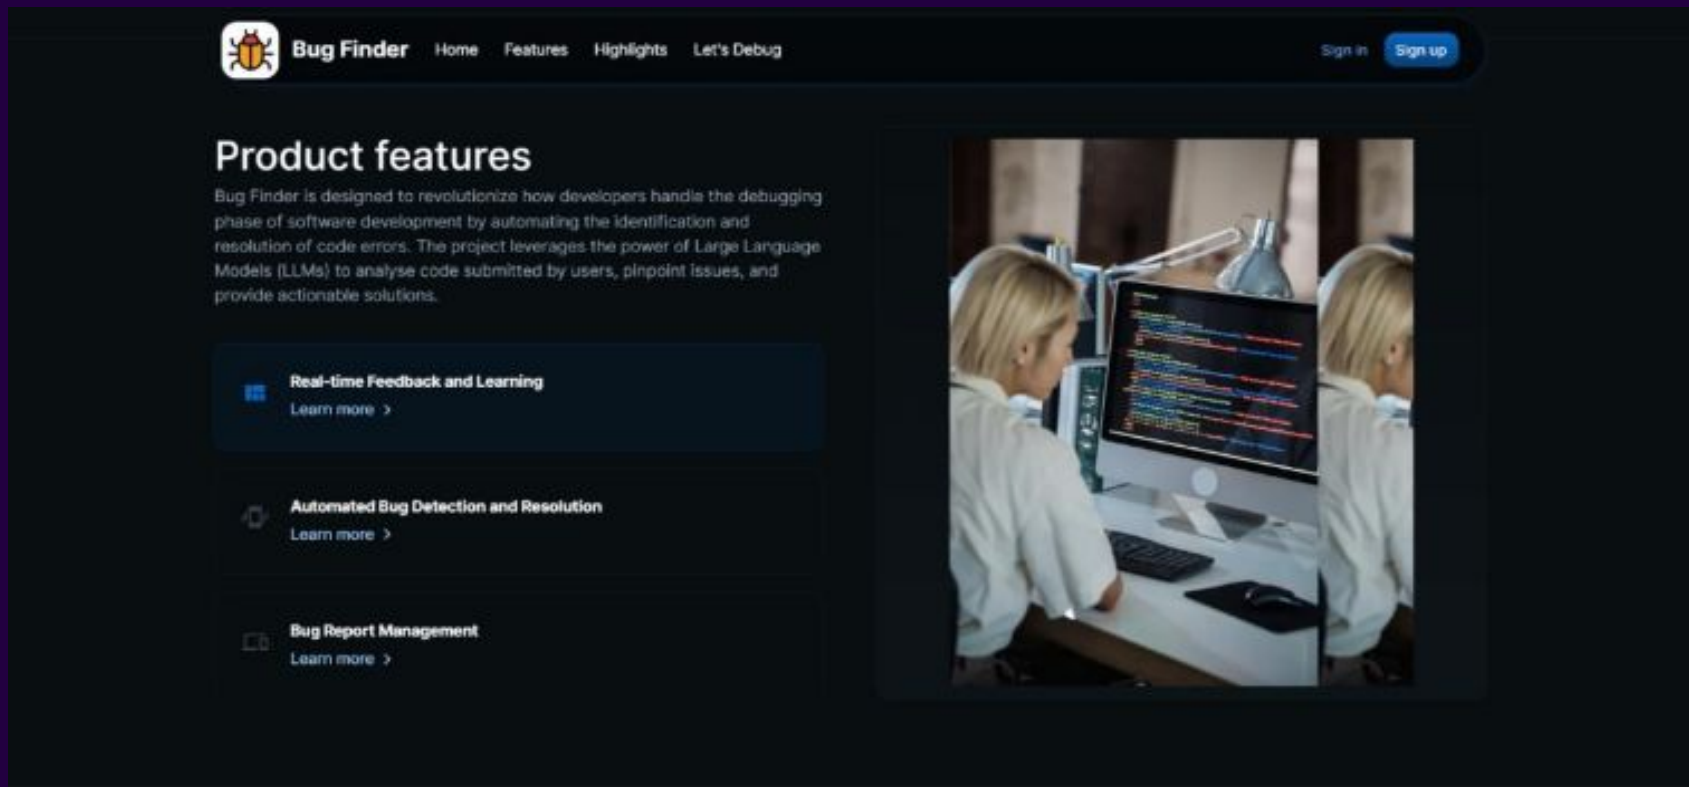 Bug Finder Home Features Highlights Let's Debug Sign in Sign up
Product features
Bug Finder is designed to revolutionize how developers handle the debugging
phase of software development by automating the identification and
resolution of code errors. The project leverages the power of Large Language
Models (LLMs) to analyse code submitted by users, pinpoint issues, and
provide actionable solutions.
Real-time Feedback and Learning
Learn more >
Automated Bug Detection and Resolution
Learn more >
Bug Report Management
Learn more >